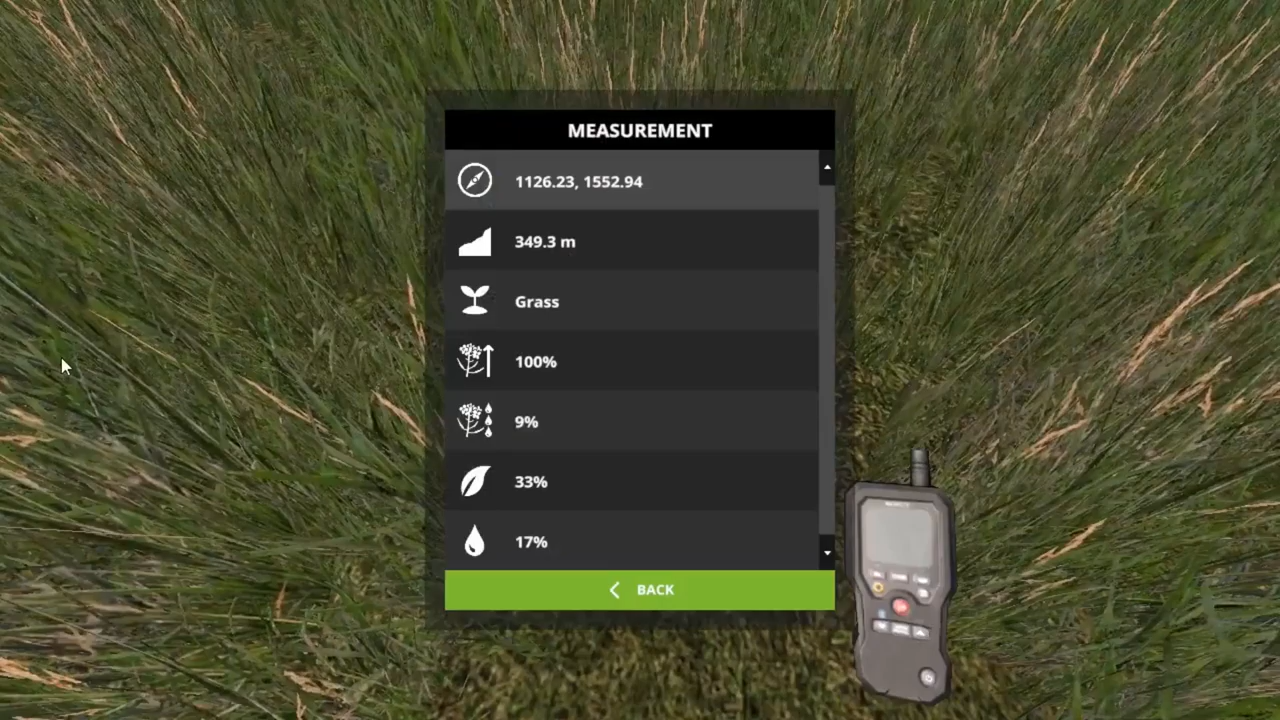 MEASUREMENT
1126.23, 1552.94
349.3 m
Grass
100%
9%
33%
17%
BACK